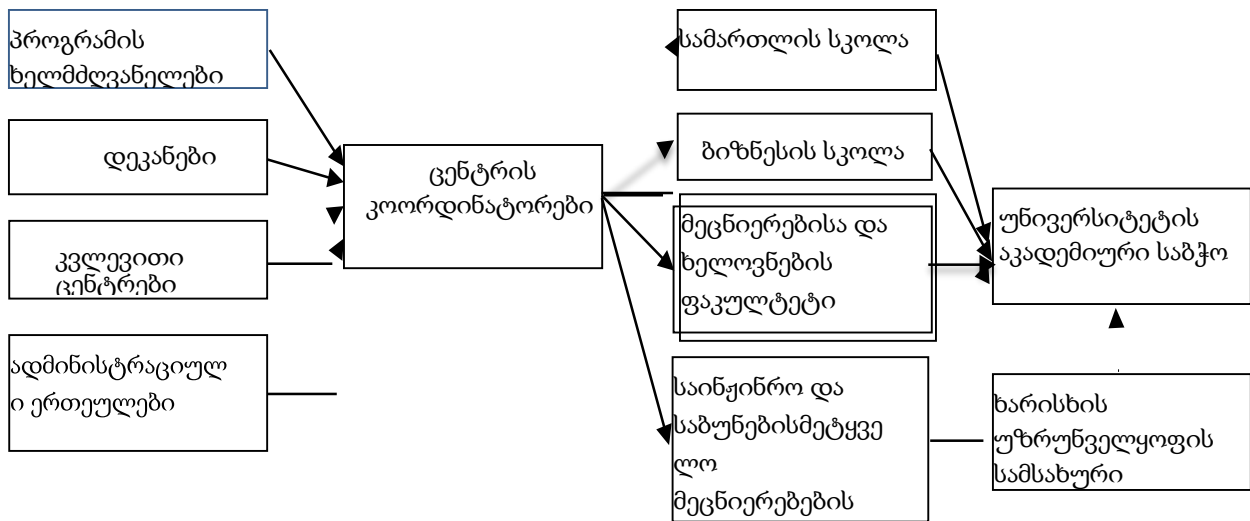 პროგრამის
ხელმძღვანელები
დეკანები
კვლევითი
ცენტრები
ადმინისტრაციულ
ი ერთეულები
ცენტრის
კოორდინატორები
სამართლის სკოლა
ბიზნესის სკოლა
მეცნიერებისა და
ხელოვნების
ფაკულტეტი
საინჟინრო და
საბუნებისმეტყვე
ლო
მეცნიერებების
უნივერსიტეტის
აკადემიური საბჭო
ხარისხის
უზრუნველყოფის
სამსახური